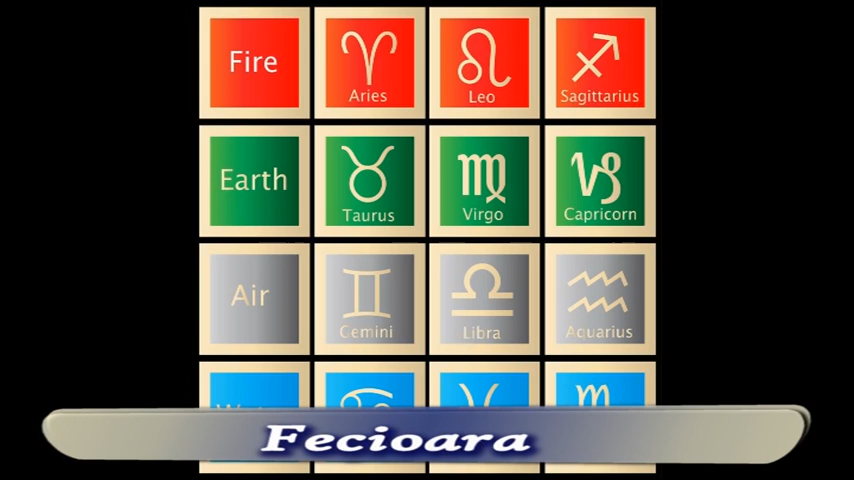 Fire
Aries
Leo
Sagittarius
Earth
Taurus
Virgo
Capricorn
Air
Gemini
Libra
Aquarius
Fecioara